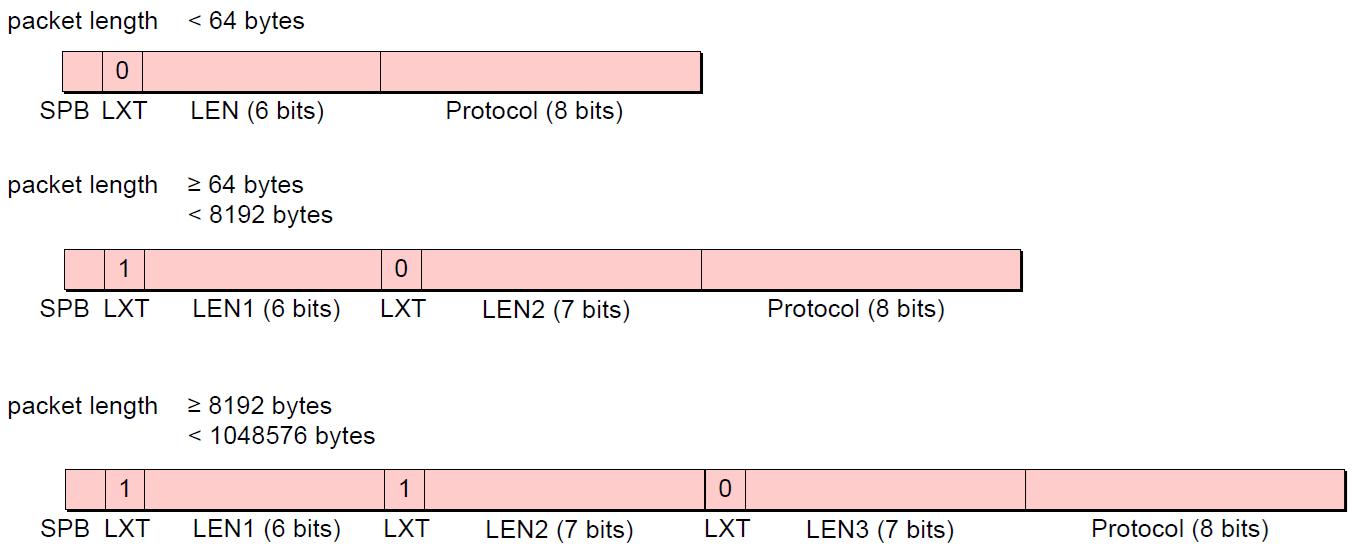 packet length < 64 bytes
0
SPB LXT LEN (6 bits) Protocol (8 bits)
packet length ≥ 64 bytes
< 8192 bytes
1 0
SPB LXT LEN1 (6 bits) LXT LEN2 (7 bits) Protocol (8 bits)
packet length ≥ 8192 bytes
< 1048576 bytes
1 1 0
SPB LXT LEN1 (6 bits) LXT LEN2 (7 bits) LXT LEN3 (7 bits) Protocol (8 bits)